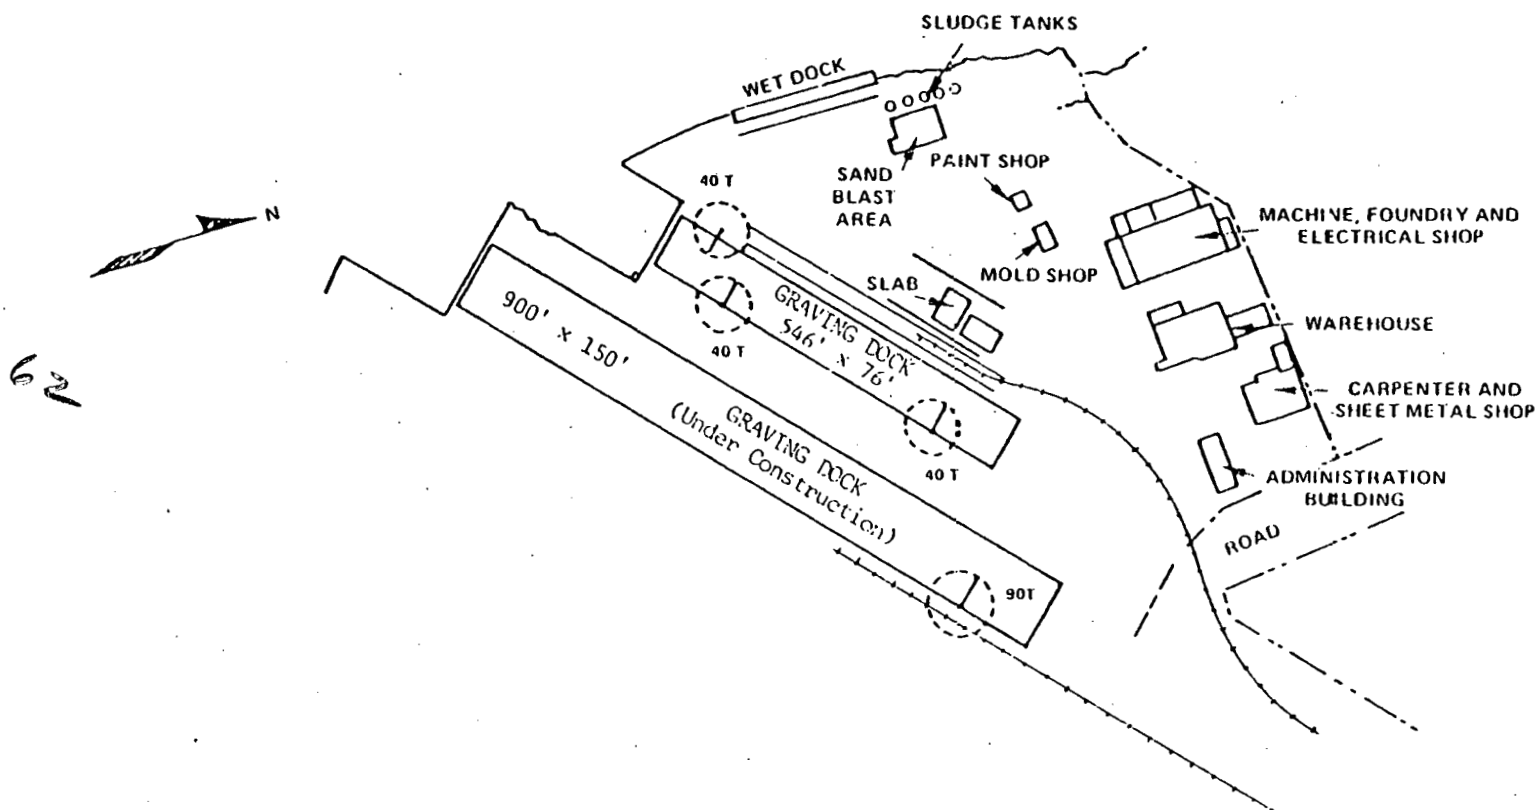 SLUDGE TANKS
WET DOCK
PAINT SHOP
SAND
BLAST
AREA
40 T
N
MACHINE, FOUNDRY AND
ELECTRICAL SHOP
MOLD SHOP
SLAB
GRAVING DOCK
546' x 76'
40 T
900' x 150'
WAREHOUSE
62
CARPENTER AND
SHEET METAL SHOP
GRAVING DOCK
(Under Construction)
40 T
ADMINISTRATION
BUILDING
ROAD
90T